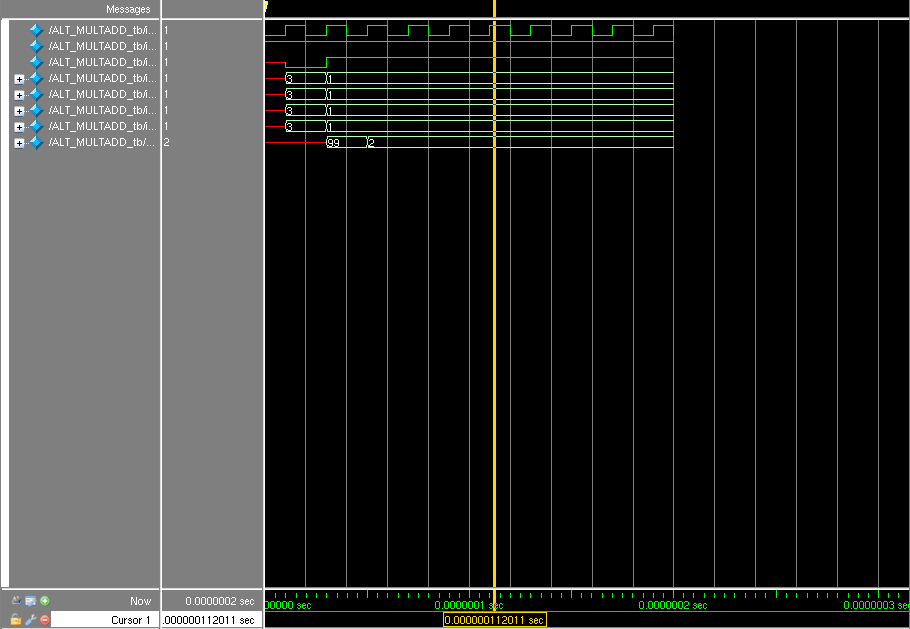 Messages
/ALT_MULTADD_tb/i... 1
/ALT_MULTADD_tb/i... 1
/ALT_MULTADD_tb/i... 1
/ALT_MULTADD_tb/i... 1 3 1
/ALT_MULTADD_tb/i... 1 3 1
/ALT_MULTADD_tb/i... 1 3 1
/ALT_MULTADD_tb/i... 1 3 1
/ALT_MULTADD_tb/... 2 99 2
Now 0.0000002 sec 00000 sec 0.0000001 sec 0.0000002 sec 0.0000003 se
Cursor 1 .000000112011 sec 0.000000112011 sec